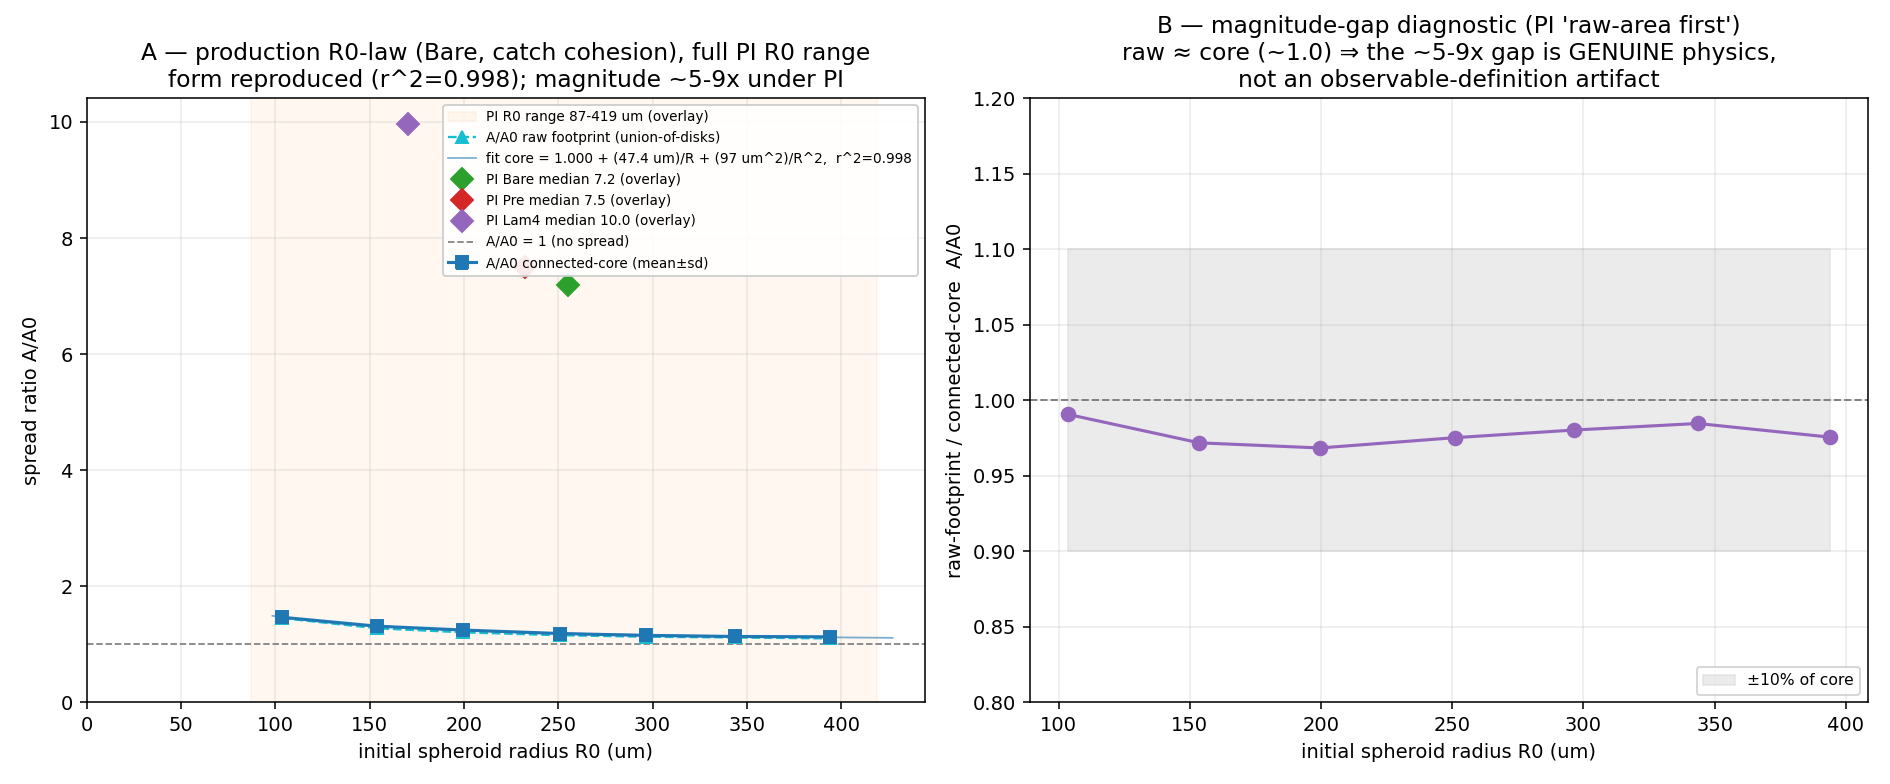 A — production R0-law (Bare, catch cohesion), full PI R0 range
form reproduced (r^2=0.998); magnitude ~5-9x under PI
spread ratio A/A0
10
8
6
4
2
0
PI R0 range 87-419 um (overlay)
A/A0 raw footprint (union-of-disks)
fit core = 1.000 + (47.4 um)/R + (97 um^2)/R^2,  r^2=0.998
PI Bare median 7.2 (overlay)
PI Pre median 7.5 (overlay)
PI Lam4 median 10.0 (overlay)
A/A0 = 1 (no spread)
A/A0 connected-core (mean±sd)
0 50 100 150 200 250 300 350 400
initial spheroid radius R0 (um)
B — magnitude-gap diagnostic (PI 'raw-area first')
raw ≈ core (~1.0) ⇒ the ~5-9x gap is GENUINE physics,
not an observable-definition artifact
raw-footprint / connected-core  A/A0
1.20
1.15
1.10
1.05
1.00
0.95
0.90
0.85
0.80
±10% of core
100 150 200 250 300 350 400
initial spheroid radius R0 (um)